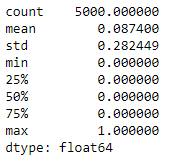 count    5000.000000
mean        0.087400
std         0.282449
min         0.000000
25%         0.000000
50%         0.000000
75%         0.000000
max         1.000000
dtype: float64